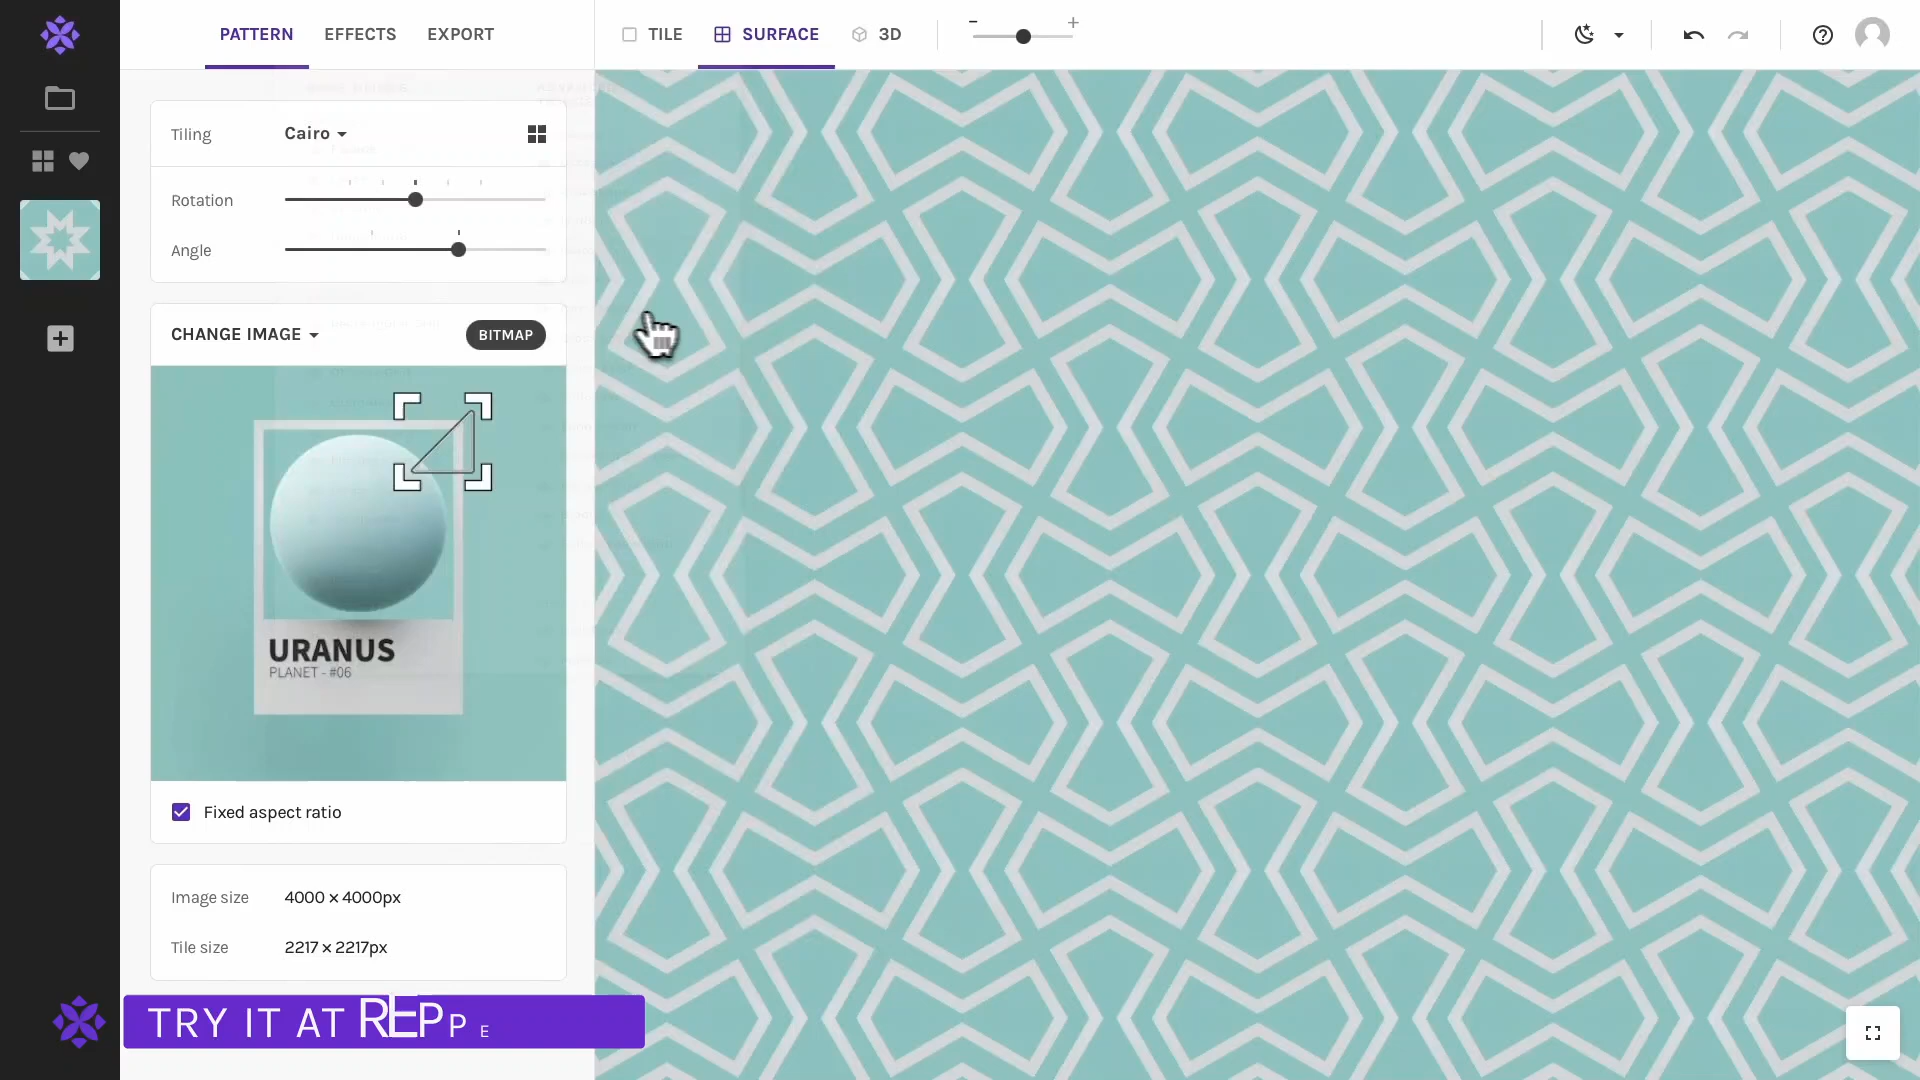 PATTERN EFFECTS EXPORT
TILE SURFACE 3D
Tiling Cairo
Rotation
Angle
CHANGE IMAGE BITMAP
URANUS
PLANET - #06
Fixed aspect ratio
Image size 4000 × 4000px
Tile size 2217 × 2217px
TRY IT AT REPPE